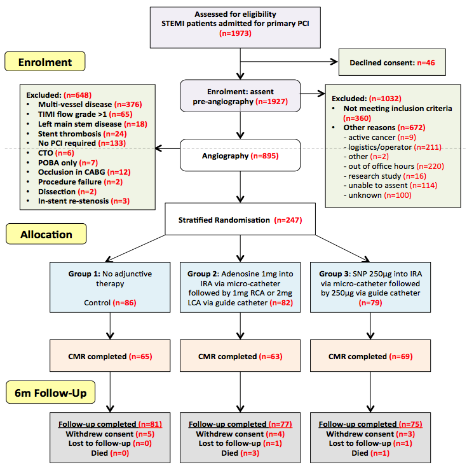 Assessed for eligibility
STEMI patients admitted for primary PCI
(n=1973)
Enrolment
Declined consent: n=46
Excluded: (n=648)
• Multi-vessel disease (n=376)
• TIMI flow grade >1 (n=65)
• Left main stem disease (n=18)
• Stent thrombosis (n=24)
• No PCI required (n=133)
• CTO (n=6)
• POBA only (n=7)
• Occlusion in CABG (n=12)
• Procedure failure (n=2)
• Dissection (n=2)
• In-stent re-stenosis (n=3)
Enrolment: assent
pre-angiography (n=1927)
Excluded: (n=1032)
• Not meeting inclusion criteria
(n=360)
• Other reasons (n=672)
- active cancer (n=9)
- logistics/operator (n=211)
- other (n=2)
- out of office hours (n=220)
- research study (n=16)
- unable to assent (n=114)
- unknown (n=100)
Angiography (n=895)
Stratified Randomisation (n=247)
Allocation
Group 1: No adjunctive
therapy
Control (n=86)
Group 2: Adenosine 1mg into
IRA via micro-catheter
followed by 1mg RCA or 2mg
LCA via guide catheter (n=82)
Group 3: SNP 250µg into IRA
via micro-catheter followed
by 250µg via guide catheter
(n=79)
CMR completed (n=65)
CMR completed (n=63)
CMR completed (n=69)
6m Follow-Up
Follow-up completed (n=81)
Withdrew consent (n=5)
Lost to follow-up (n=0)
Died (n=0)
Follow-up completed (n=77)
Withdrew consent (n=4)
Lost to follow-up (n=1)
Died (n=3)
Follow-up completed (n=75)
Withdrew consent (n=3)
Lost to follow-up (n=1)
Died (n=1)